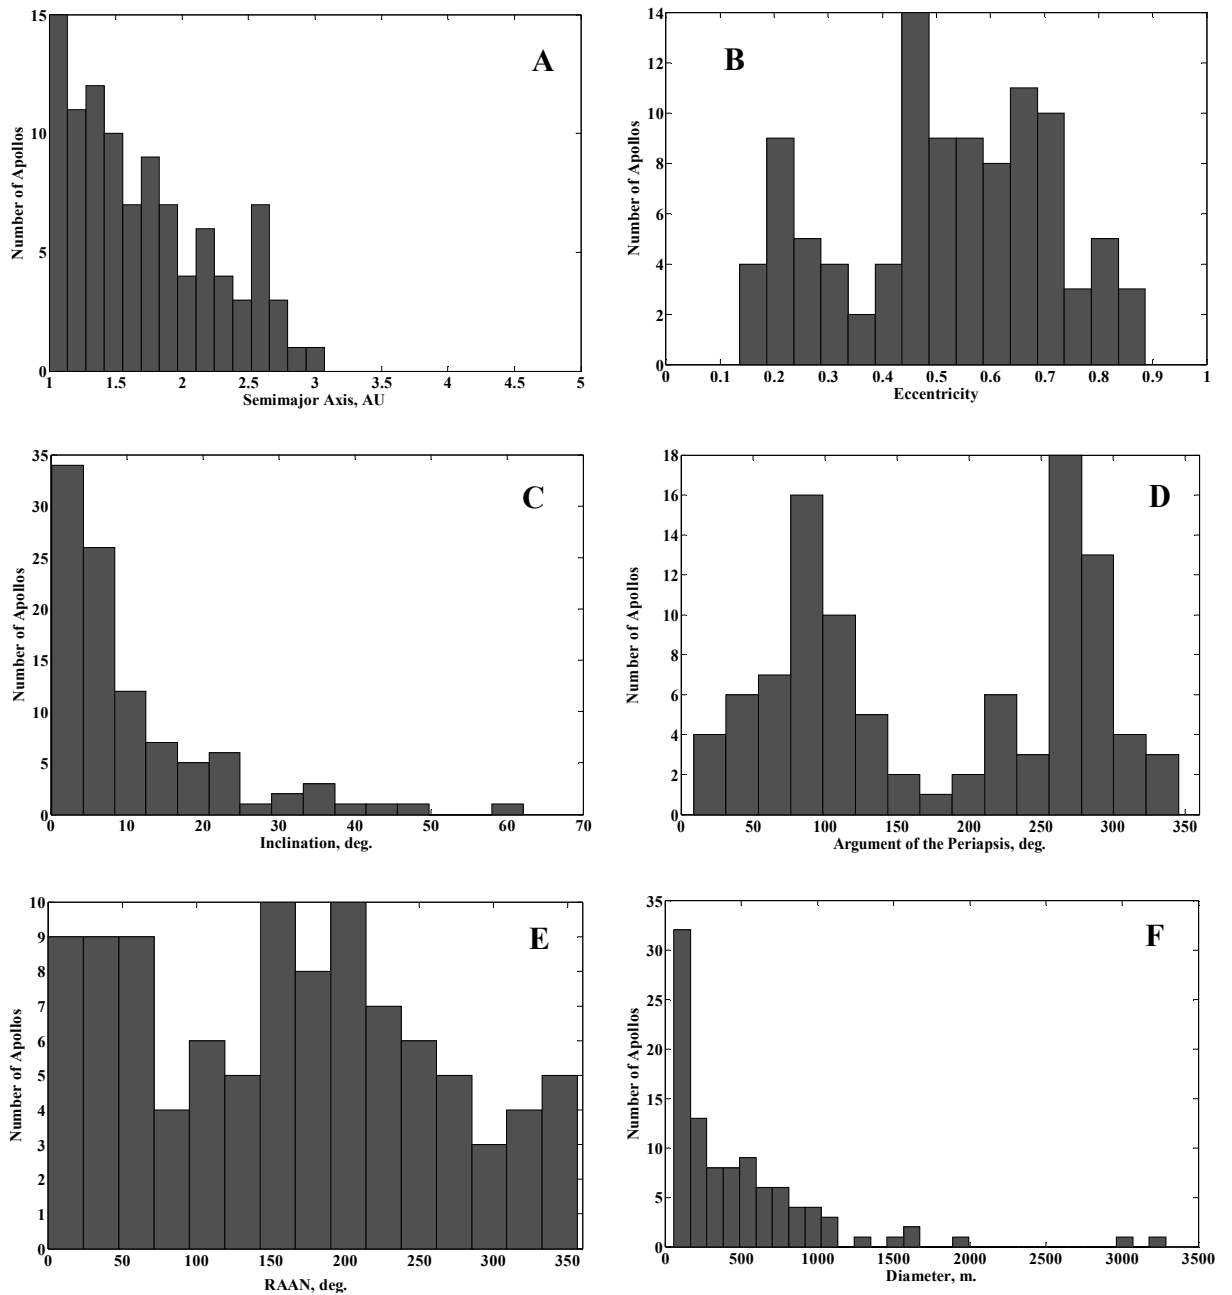 15
10
5
0
Number of Apollos
A
1 1.5 2 2.5 3 3.5 4 4.5 5
Semimajor Axis, AU
14
12
10
8
6
4
2
0
Number of Apollos
B
0 0.1 0.2 0.3 0.4 0.5 0.6 0.7 0.8 0.9 1
Eccentricity
35
30
25
20
15
10
5
0
Number of Apollos
C
0 10 20 30 40 50 60 70
Inclination, deg.
18
16
14
12
10
8
6
4
2
0
Number of Apollos
D
0 50 100 150 200 250 300 350
Argument of the Periapsis, deg.
10
9
8
7
6
5
4
3
2
1
0
Number of Apollos
E
0 50 100 150 200 250 300 350
RAAN, deg.
35
30
25
20
15
10
5
0
Number of Apollos
F
0 500 1000 1500 2000 2500 3000 3500
Diameter, m.